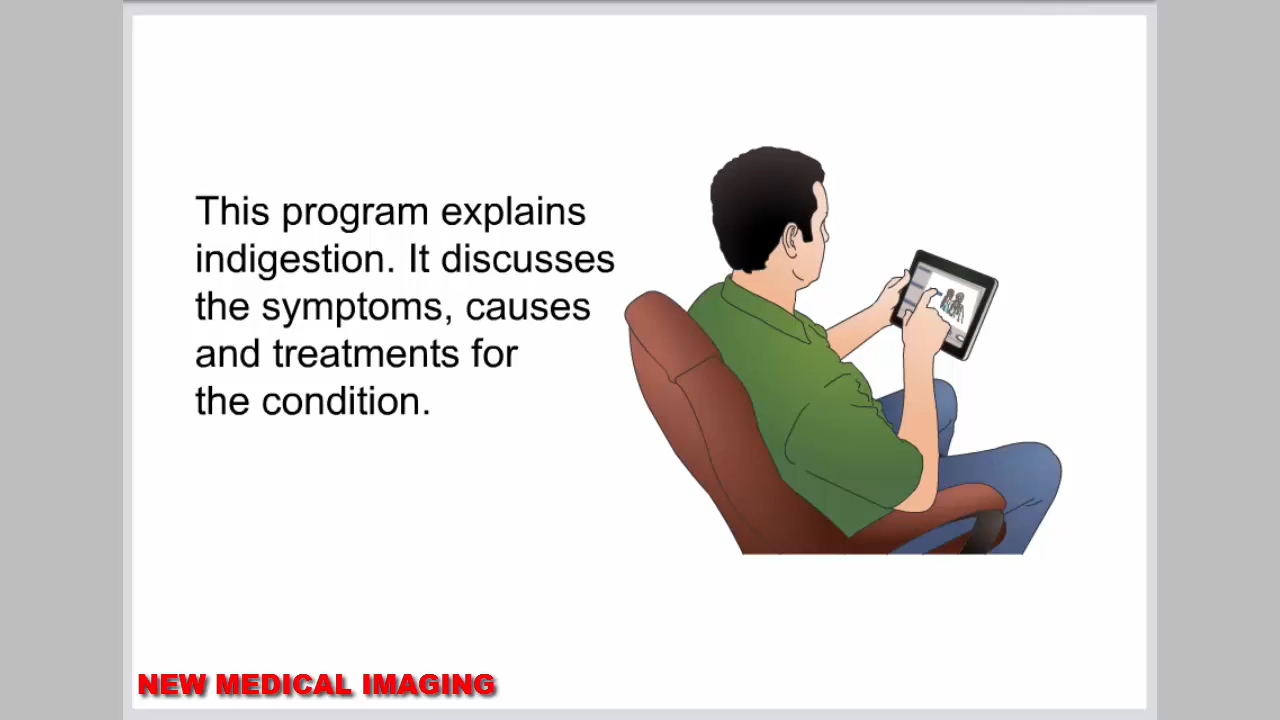 This program explains
indigestion. It discusses
the symptoms, causes
and treatments for
the condition.
NEW MEDICAL IMAGING